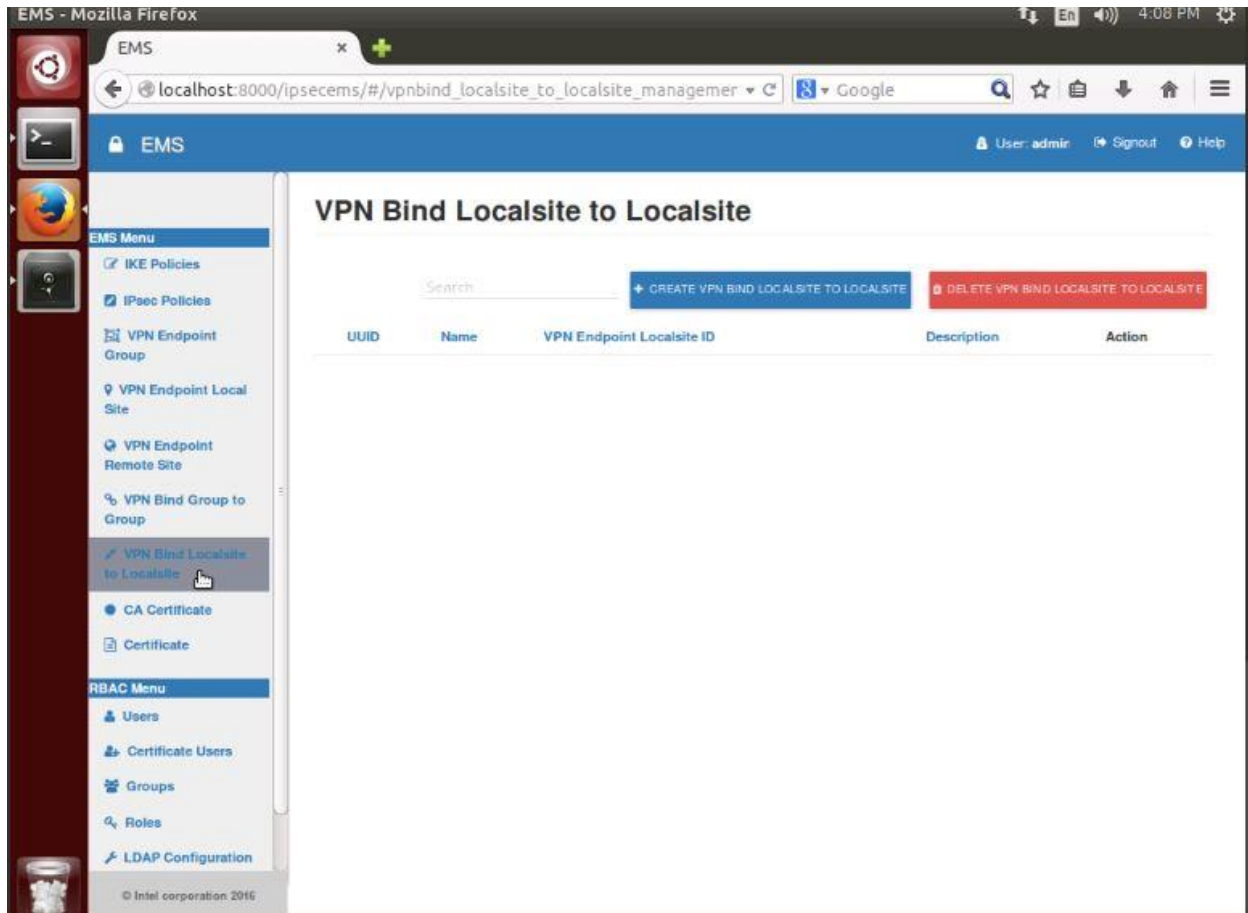 EMS - Mozilla Firefox
En
4:08 PM
EMS
localhost:8000/ipsecems/#/vpnbind_localsite_to_localsite_managemer
Google
EMS
User: admin
Signout
Help
VPN Bind Localsite to Localsite
EMS Menu
IKE Policies
IPsec Policies
VPN Endpoint
Group
VPN Endpoint Local
Site
VPN Endpoint
Remote Site
VPN Bind Group to
Group
VPN Bind Localsite
to Localsite
CA Certificate
Certificate
RBAC Menu
Users
Certificate Users
Groups
Roles
LDAP Configuration
© Intel corporation 2016
Search
+ CREATE VPN BIND LOCALSITE TO LOCALSITE
DELETE VPN BIND LOCALSITE TO LOCALSITE
UUID Name VPN Endpoint Localsite ID Description Action